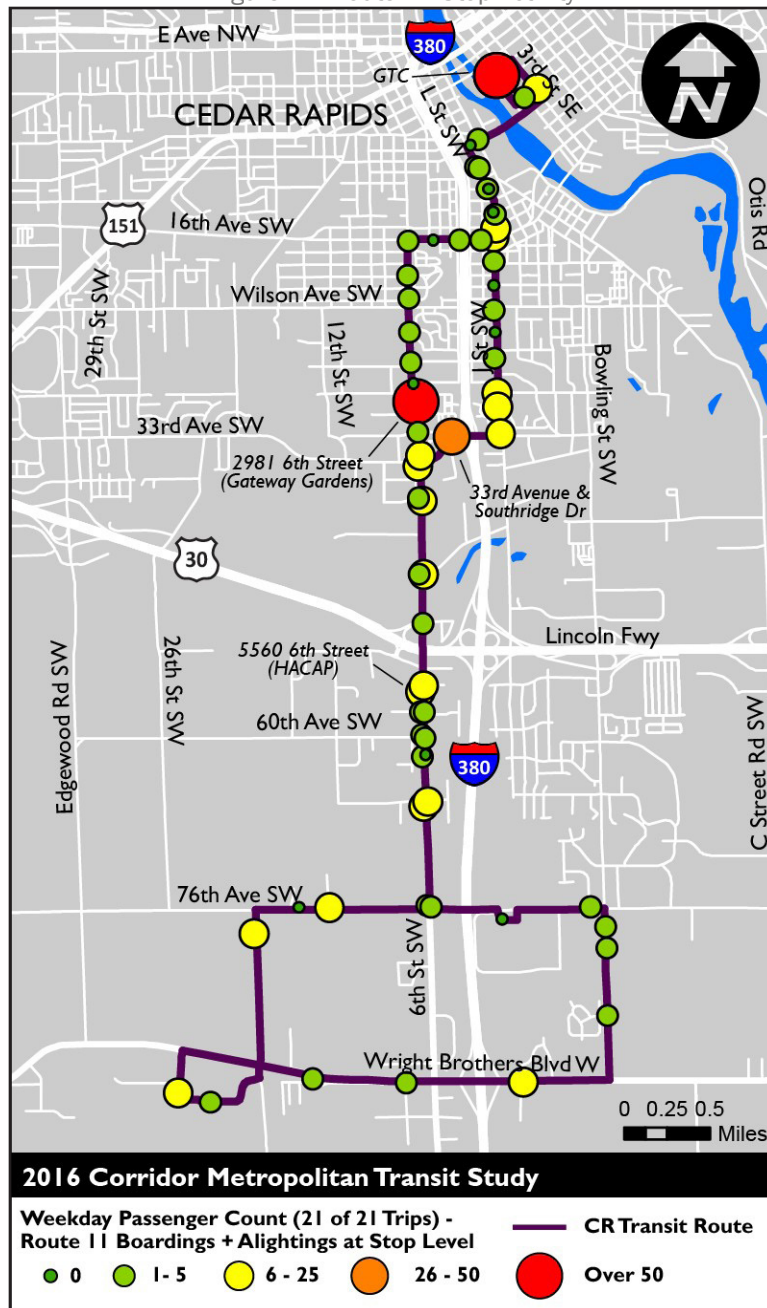 E Ave NW
380
GTC
3rd St SE
N
CEDAR RAPIDS
L St SW
Otis Rd
151
16th Ave SW
29th St SW
Wilson Ave SW
12th St SW
J St SW
Bowling St SW
33rd Ave SW
2981 6th Street
(Gateway Gardens)
33rd Avenue &
Southridge Dr
30
Lincoln Fwy
5560 6th Street
(HACAP)
Edgewood Rd SW
26th St SW
60th Ave SW
380
C Street Rd SW
76th Ave SW
6th St SW
Wright Brothers Blvd W
0 0.25 0.5
Miles
2016 Corridor Metropolitan Transit Study
Weekday Passenger Count (21 of 21 Trips) -
Route 11 Boardings + Alightings at Stop Level
CR Transit Route
0 1-5 6 - 25 26 - 50 Over 50